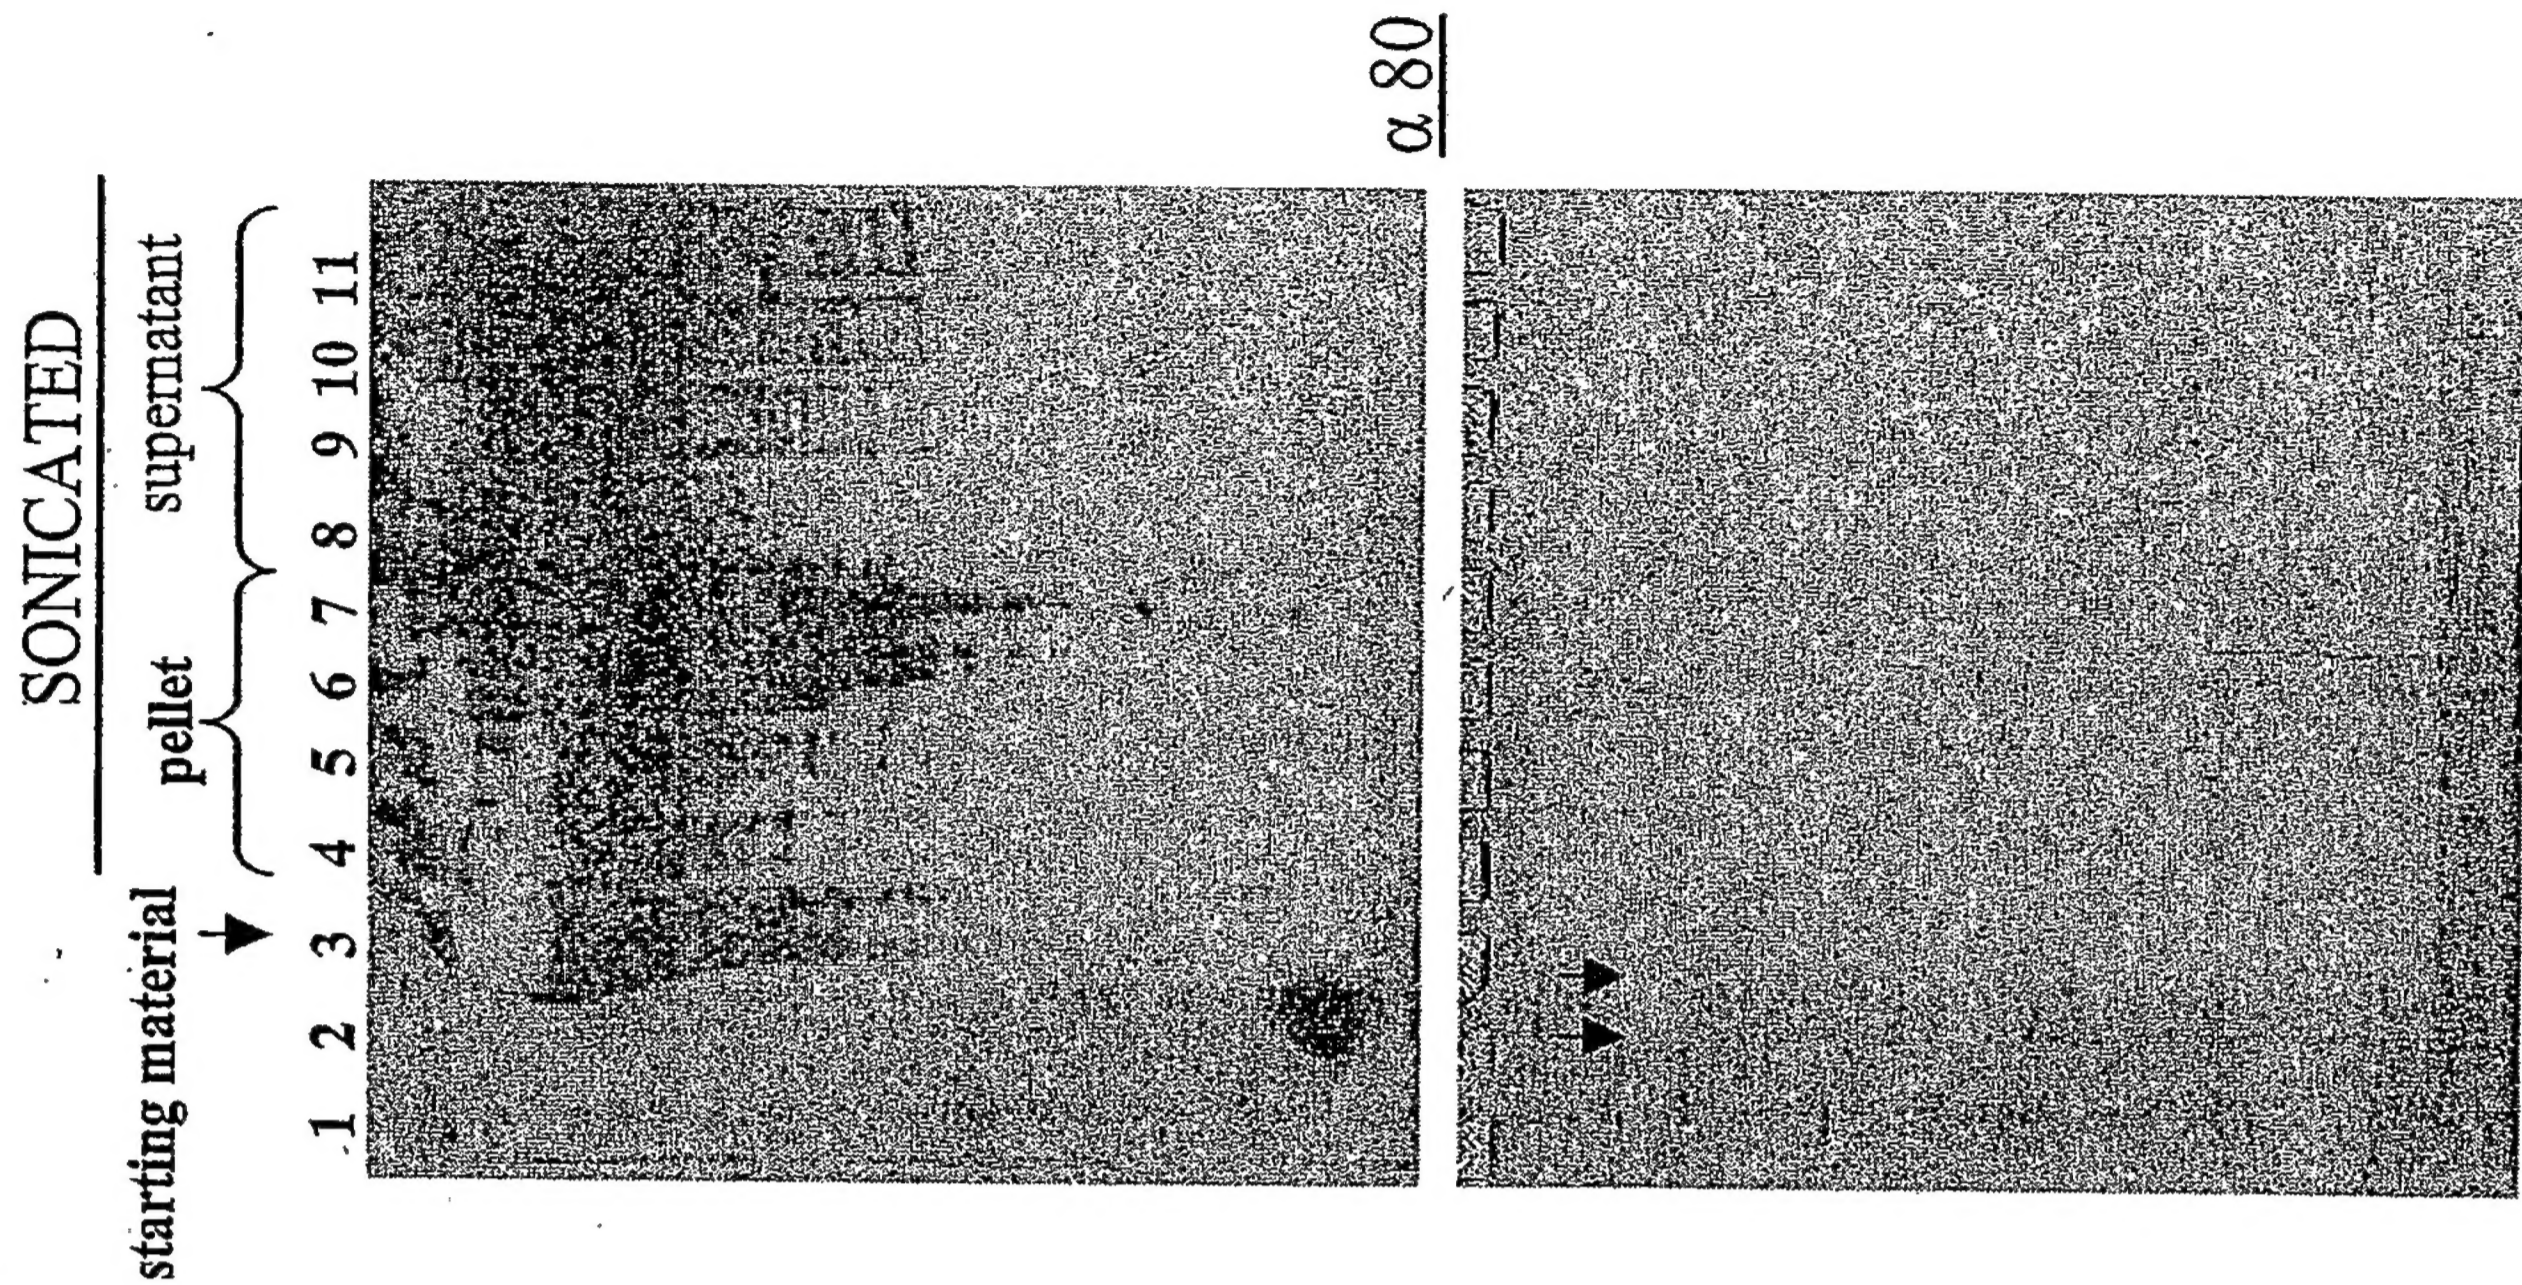 SONICATED
starting material pellet supernatant
1 2 3 4 5 6 7 8 9 10 11
α 80